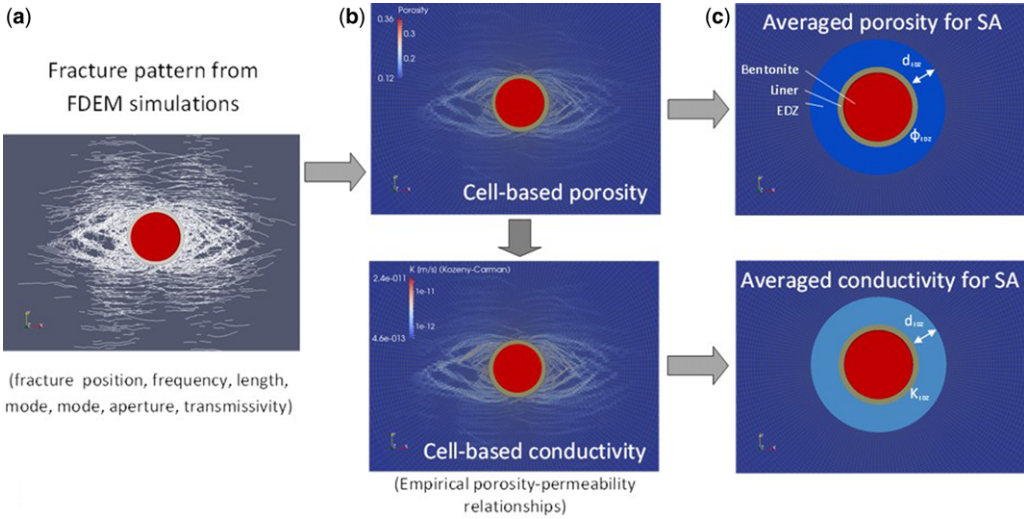 (a)
Fracture pattern from
FDEM simulations
(fracture position, frequency, length,
mode, mode, aperture, transmissivity)
(b)
Porosity
0.36
0.3
0.2
0.12
Cell-based porosity
K [m/s] (Kozeny-Carman)
2.4e-011
1e-11
1e-12
4.6e-013
Cell-based conductivity
(Empirical porosity-permeability
relationships)
(c)
Averaged porosity for SA
dEDZ
Bentonite
Liner
EDZ
ϕEDZ
Averaged conductivity for SA
dEDZ
KEDZ